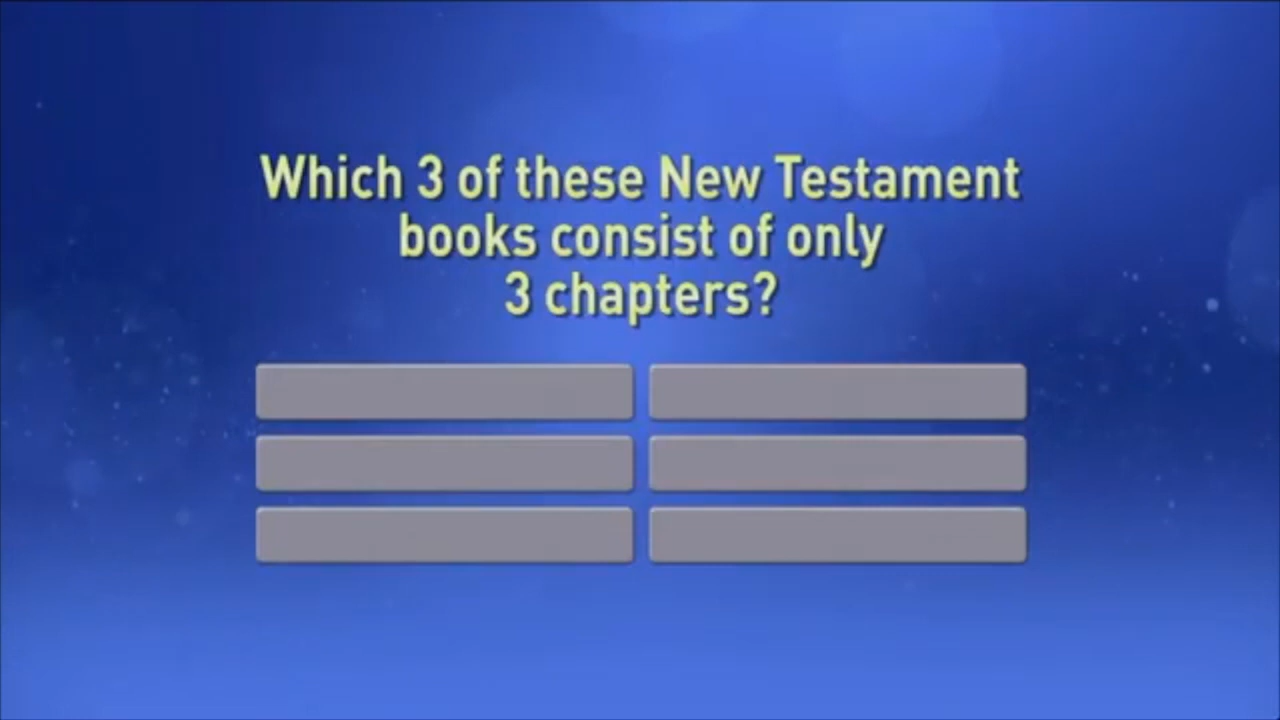 Which 3 of these New Testament
books consist of only
3 chapters?